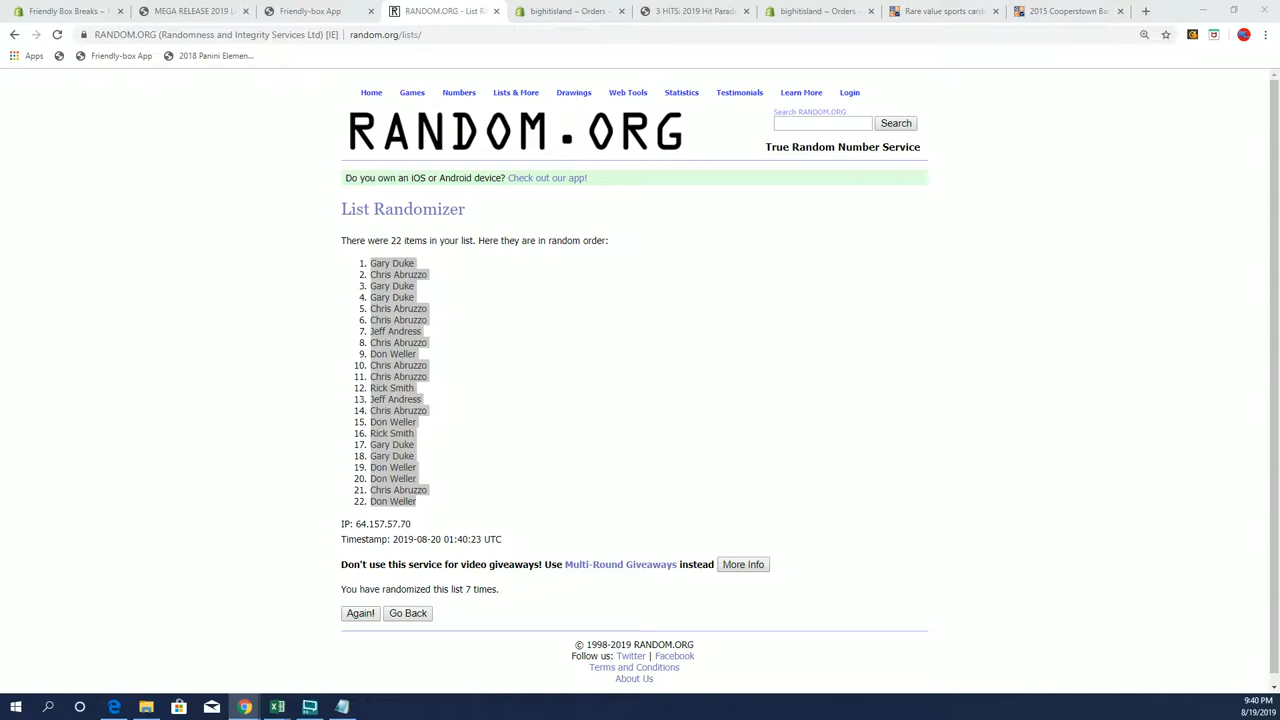 Friendly Box Breaks ~
MEGA RELEASE 2019 L
Friendly-box App
RANDOM.ORG - List R
bighitisland ~ Orders ~
3 HITS: 2019 Hit Parad
bighitisland ~ Orders ~
Rare value sports cards
2015 Cooperstown Ba
RANDOM.ORG (Randomness and Integrity Services Ltd) [IE] | random.org/lists/
Apps
Friendly-box App
2018 Panini Elemen...
Home Games Numbers Lists & More Drawings Web Tools Statistics Testimonials Learn More Login
RANDOM.ORG
Search RANDOM.ORG
Search
True Random Number Service
Do you own an iOS or Android device? Check out our app!
List Randomizer
There were 22 items in your list. Here they are in random order:
1. Gary Duke
2. Chris Abruzzo
3. Gary Duke
4. Gary Duke
5. Chris Abruzzo
6. Chris Abruzzo
7. Jeff Andress
8. Chris Abruzzo
9. Don Weller
10. Chris Abruzzo
11. Chris Abruzzo
12. Rick Smith
13. Jeff Andress
14. Chris Abruzzo
15. Don Weller
16. Rick Smith
17. Gary Duke
18. Gary Duke
19. Don Weller
20. Don Weller
21. Chris Abruzzo
22. Don Weller
IP: 64.157.57.70
Timestamp: 2019-08-20 01:40:23 UTC
Don't use this service for video giveaways! Use Multi-Round Giveaways instead More Info
You have randomized this list 7 times.
Again! Go Back
© 1998-2019 RANDOM.ORG
Follow us: Twitter | Facebook
Terms and Conditions
About Us
9:40 PM
8/19/2019